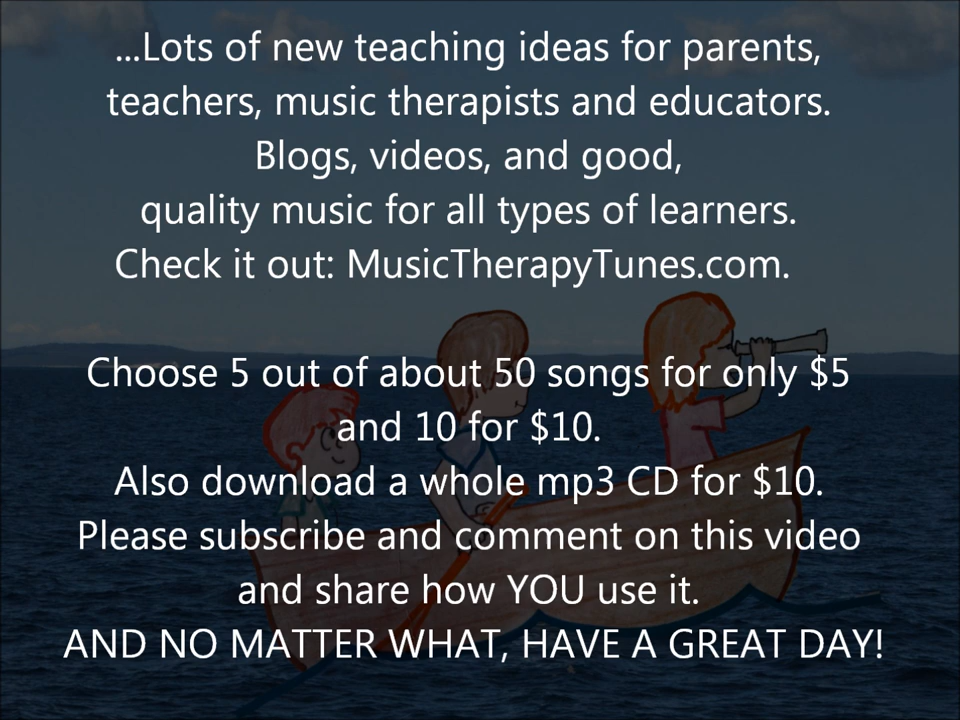 ...Lots of new teaching ideas for parents,
teachers, music therapists and educators.
Blogs, videos, and good,
quality music for all types of learners.
Check it out: MusicTherapyTunes.com.
Choose 5 out of about 50 songs for only $5
and 10 for $10.
Also download a whole mp3 CD for $10.
Please subscribe and comment on this video
and share how YOU use it.
AND NO MATTER WHAT, HAVE A GREAT DAY!